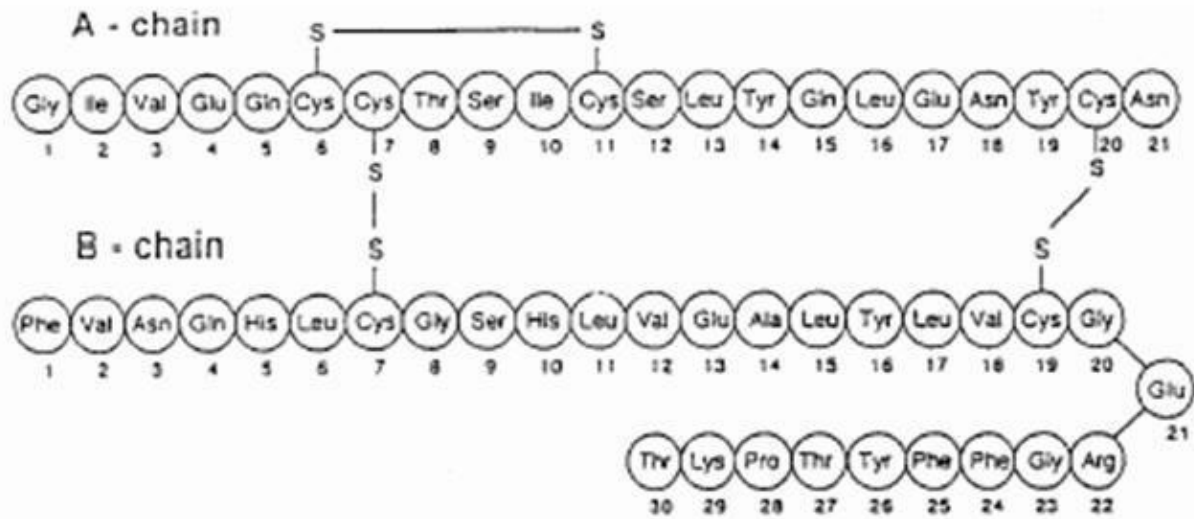 A - chain
S S
Gly Ile Val Glu Gln Cys Cys Thr Ser Ile Cys Ser Leu Tyr Gln Leu Glu Asn Tyr Cys Asn
1 2 3 4 5 6 7 8 9 10 11 12 13 14 15 16 17 18 19 20 21
S S
B - chain
S S
Phe Val Asn Gln His Leu Cys Gly Ser His Leu Val Glu Ala Leu Tyr Leu Val Cys Gly
1 2 3 4 5 6 7 8 9 10 11 12 13 14 15 16 17 18 19 20
Glu
21
Thr Lys Pro Thr Tyr Phe Phe Gly Arg
30 29 28 27 26 25 24 23 22